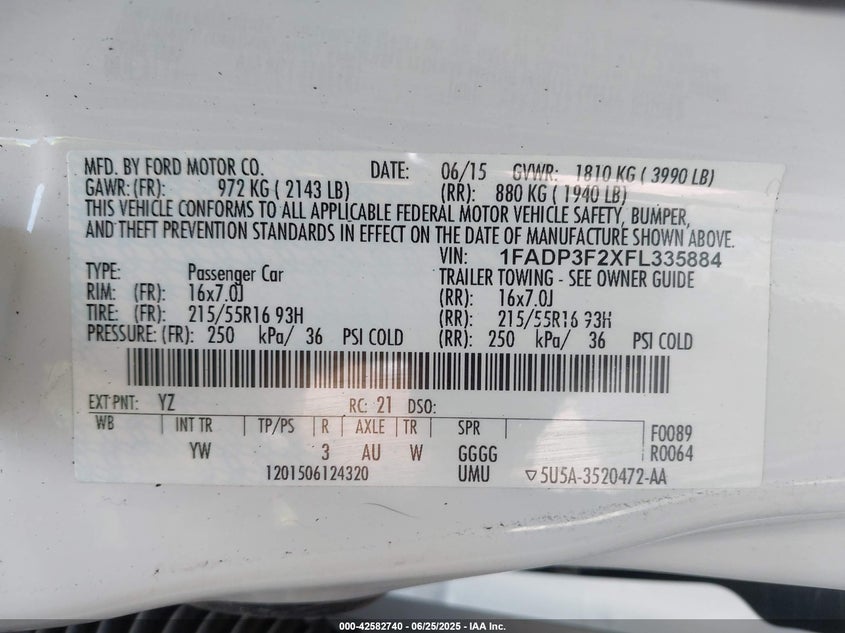 MFD. BY FORD MOTOR CO. DATE: 06/15 GVWR: 1810 KG ( 3990 LB)
GAWR: (FR): 972 KG ( 2143 LB) (RR): 880 KG ( 1940 LB)
THIS VEHICLE CONFORMS TO ALL APPLICABLE FEDERAL MOTOR VEHICLE SAFETY, BUMPER,
AND THEFT PREVENTION STANDARDS IN EFFECT ON THE DATE OF MANUFACTURE SHOWN ABOVE.
VIN: 1FADP3F2XFL335884
TYPE: Passenger Car TRAILER TOWING - SEE OWNER GUIDE
RIM: (FR): 16x7.0J (RR): 16x7.0J
TIRE: (FR): 215/55R16 93H (RR): 215/55R16 93H
PRESSURE: (FR): 250 kPa/ 36 PSI COLD (RR): 250 kPa/ 36 PSI COLD
EXT PNT: YZ RC: 21 DSO:
WB INT TR TP/PS R AXLE TR SPR F0089
YW 3 AU W GGGG R0064
1201506124320 UMU ▽5U5A-3520472-AA
000-42582740 - 06/25/2025 - IAA Inc.